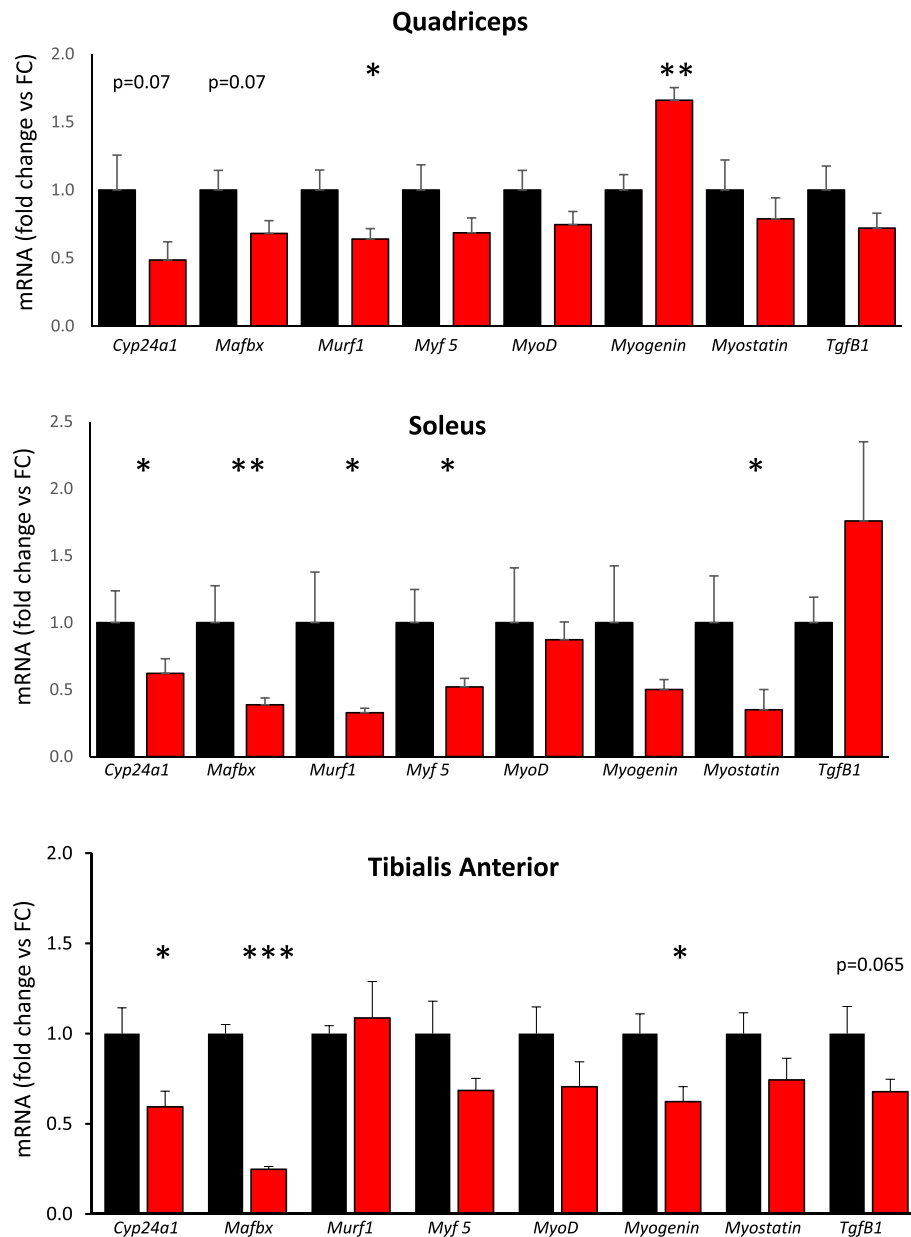 Quadriceps
mRNA (fold change vs FC)
2.0
1.5
1.0
0.5
0.0
p=0.07 p=0.07 * **
Cyp24a1 Mafbx Murf1 Myf 5 MyoD Myogenin Myostatin TgfB1
Soleus
mRNA (fold change vs FC)
2.5
2.0
1.5
1.0
0.5
0.0
* ** * * *
Cyp24a1 Mafbx Murf1 Myf 5 MyoD Myogenin Myostatin TgfB1
Tibialis Anterior
mRNA (fold change vs FC)
2.0
1.5
1.0
0.5
0.0
* *** * p=0.065
Cyp24a1 Mafbx Murf1 Myf 5 MyoD Myogenin Myostatin TgfB1